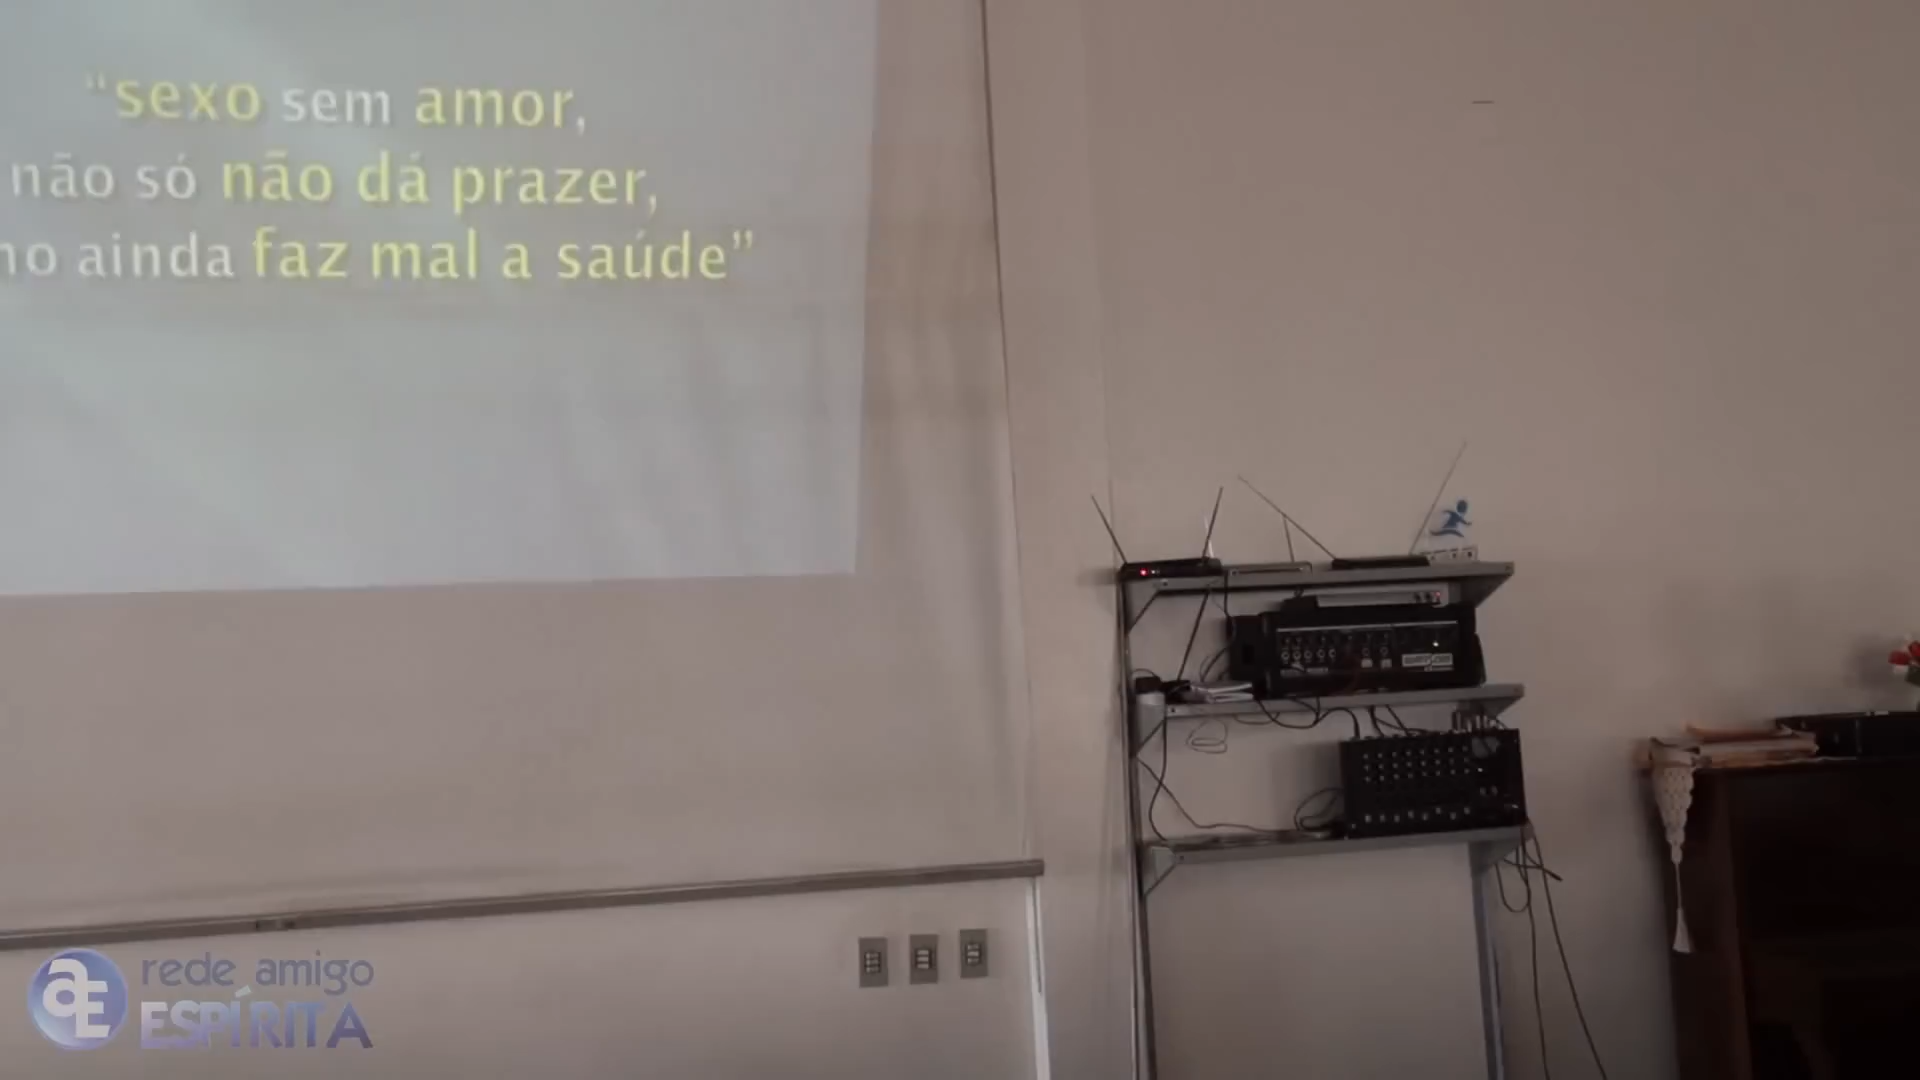 “sexo sem amor,
não só não dá prazer,
ainda faz mal a saúde”
rede amigo
ESPÍRITA